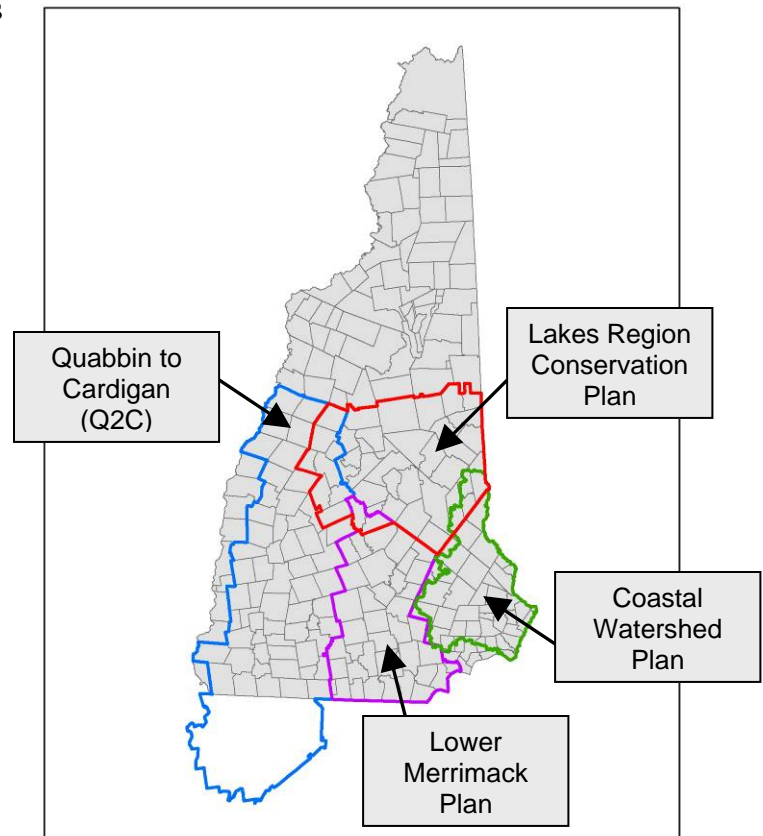 Lakes Region
Conservation
Plan
Quabbin to
Cardigan
(Q2C)
Coastal
Watershed
Plan
Lower
Merrimack
Plan